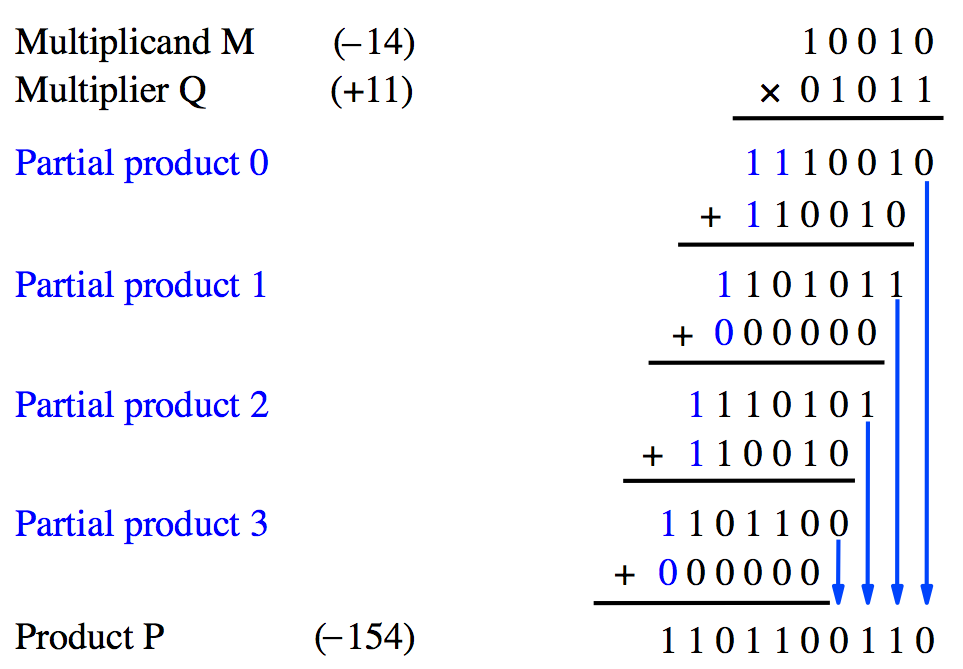 Multiplicand M (−14) 1 0 0 1 0
Multiplier Q (+11) × 0 1 0 1 1
Partial product 0 1 1 1 0 0 1 0
+ 1 1 0 0 1 0
Partial product 1 1 1 0 1 0 1 1
+ 0 0 0 0 0 0
Partial product 2 1 1 1 0 1 0 1
+ 1 1 0 0 1 0
Partial product 3 1 1 0 1 1 0 0
+ 0 0 0 0 0 0
Product P (−154) 1 1 0 1 1 0 0 1 1 0